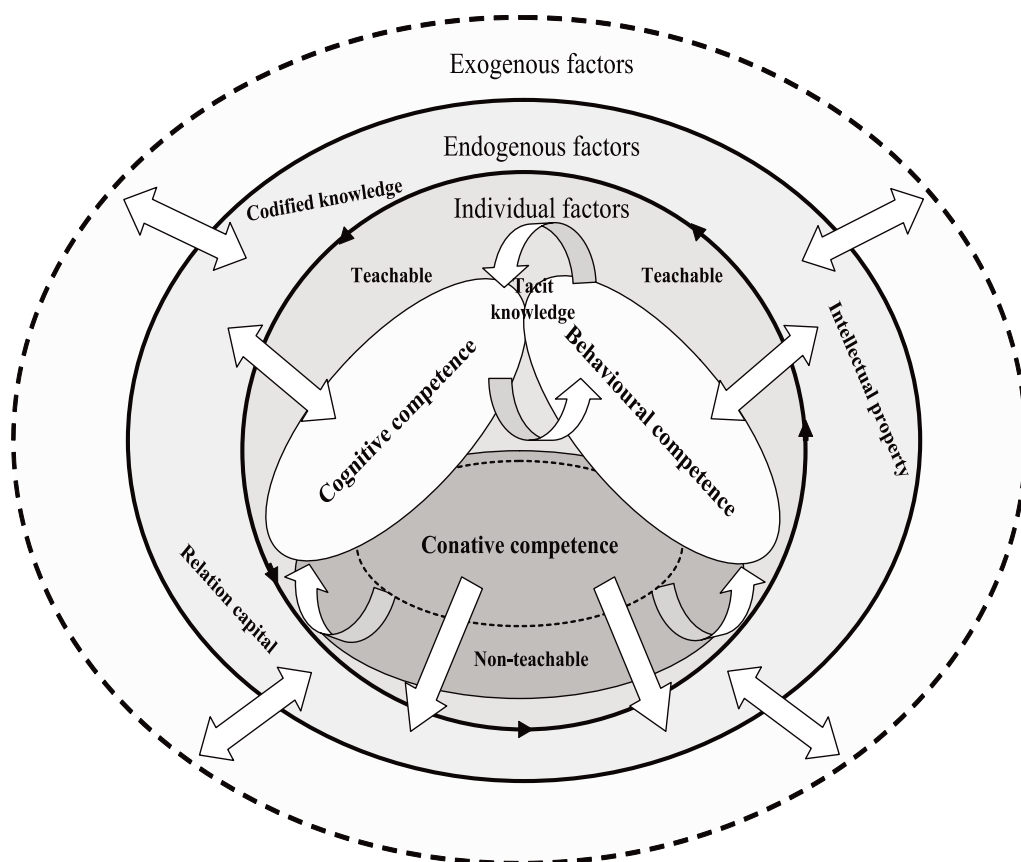 Exogenous factors
Endogenous factors
Codified knowledge
Individual factors
Teachable
Teachable
Tacit
knowledge
Cognitive competence
Behavioural competence
Intellectual property
Conative competence
Relation capital
Non-teachable